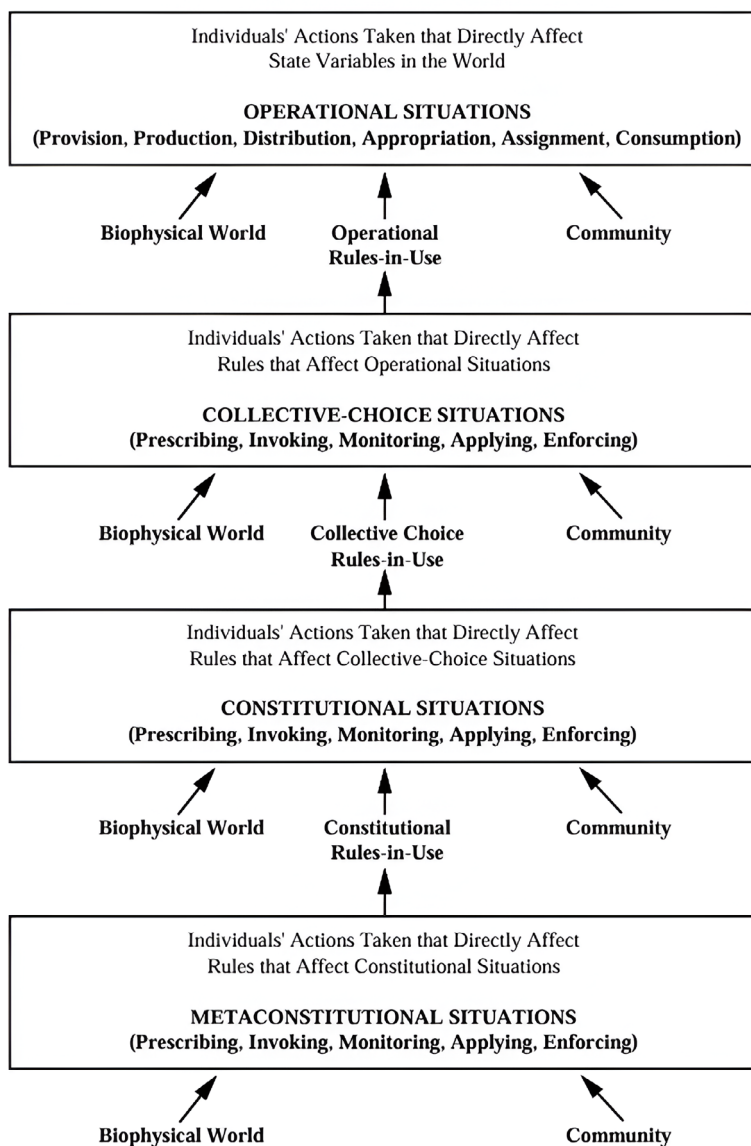 Individuals' Actions Taken that Directly Affect
State Variables in the World
OPERATIONAL SITUATIONS
(Provision, Production, Distribution, Appropriation, Assignment, Consumption)
Biophysical World
Operational
Rules-in-Use
Community
Individuals' Actions Taken that Directly Affect
Rules that Affect Operational Situations
COLLECTIVE-CHOICE SITUATIONS
(Prescribing, Invoking, Monitoring, Applying, Enforcing)
Biophysical World
Collective Choice
Rules-in-Use
Community
Individuals' Actions Taken that Directly Affect
Rules that Affect Collective-Choice Situations
CONSTITUTIONAL SITUATIONS
(Prescribing, Invoking, Monitoring, Applying, Enforcing)
Biophysical World
Constitutional
Rules-in-Use
Community
Individuals' Actions Taken that Directly Affect
Rules that Affect Constitutional Situations
METACONSTITUTIONAL SITUATIONS
(Prescribing, Invoking, Monitoring, Applying, Enforcing)
Biophysical World
Community